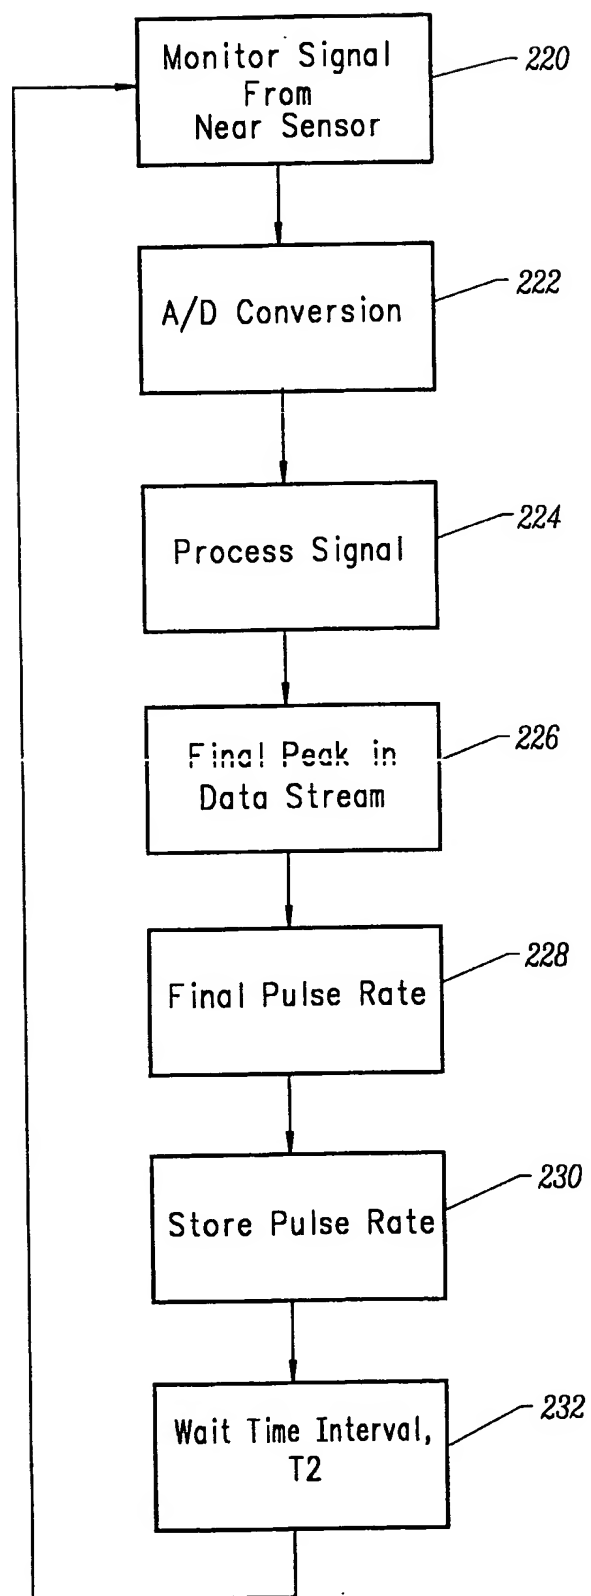 Monitor Signal
From
Near Sensor
220
A/D Conversion
222
Process Signal
224
Final Peak in
Data Stream
226
Final Pulse Rate
228
Store Pulse Rate
230
Wait Time Interval,
T2
232